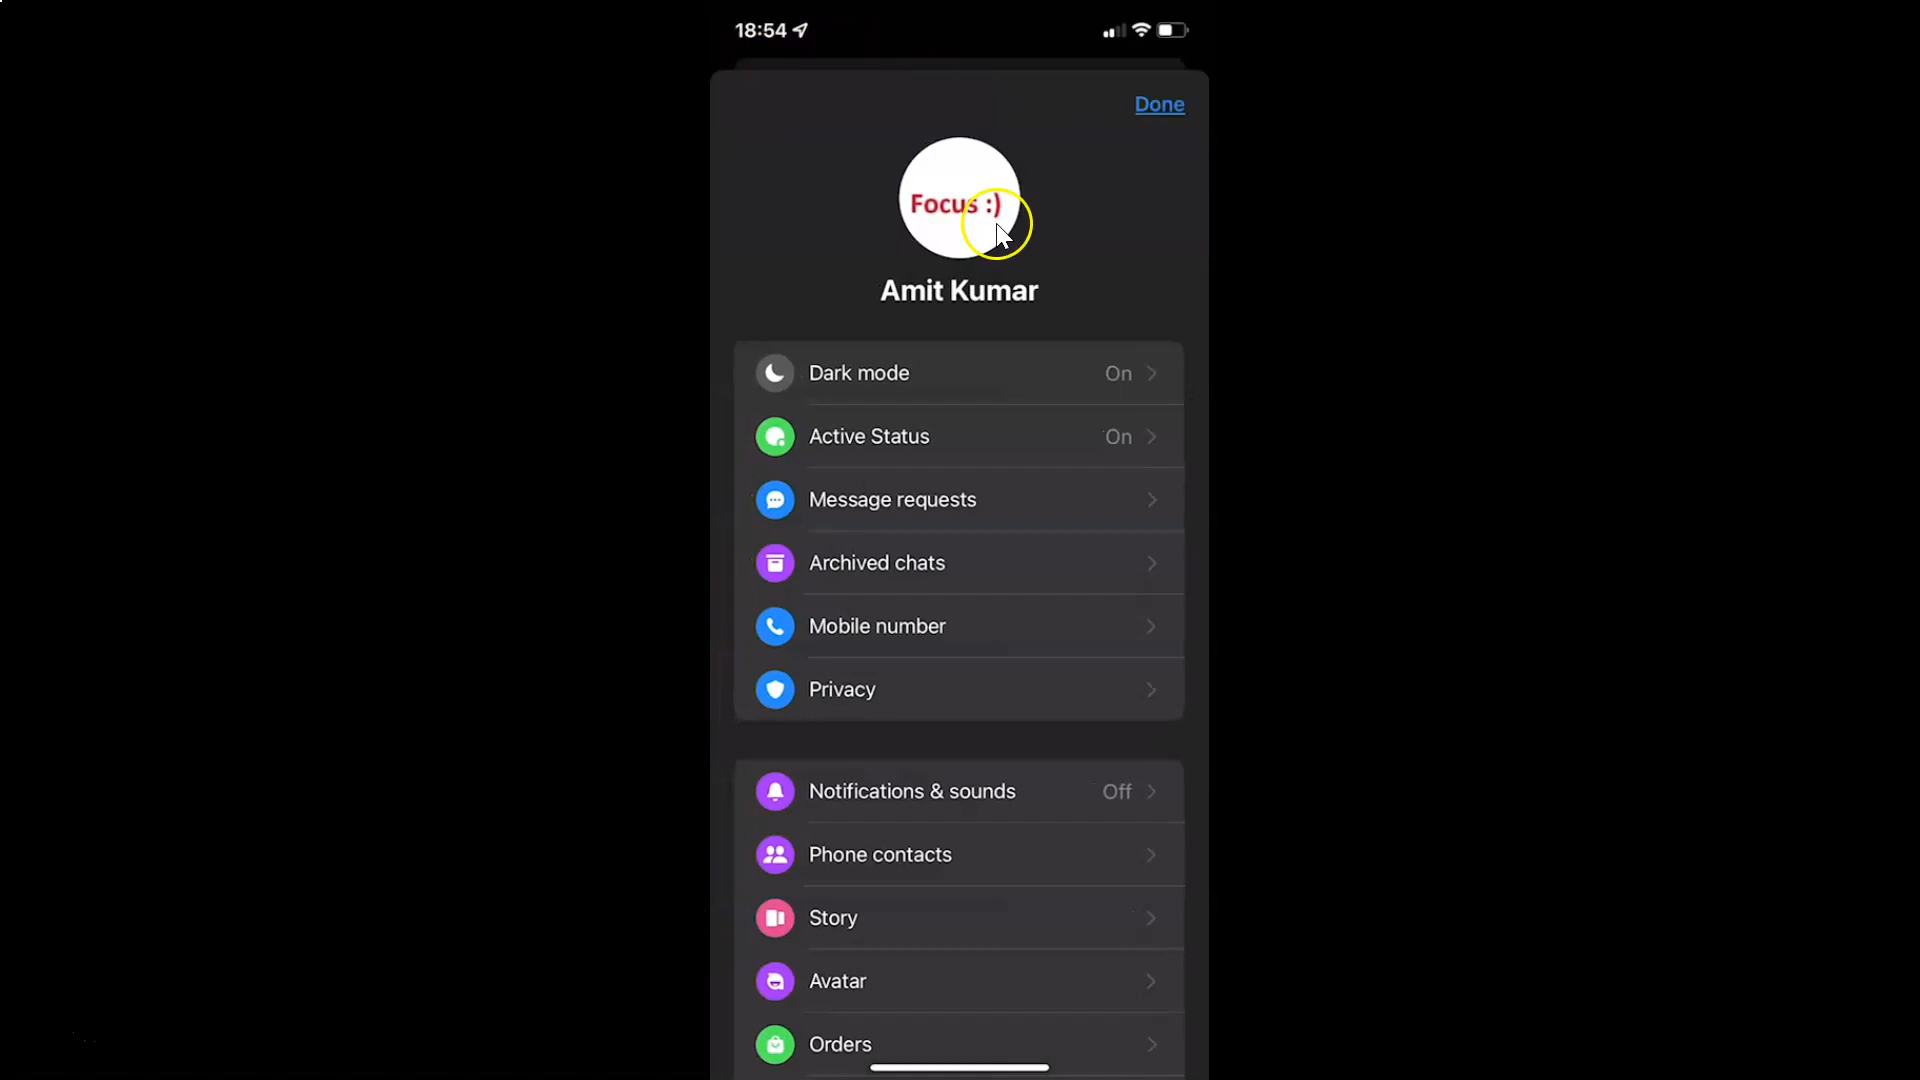 18:54
Done
Focus :)
Amit Kumar
Dark mode On
Active Status On
Message requests
Archived chats
Mobile number
Privacy
Notifications & sounds Off
Phone contacts
Story
Avatar
Orders